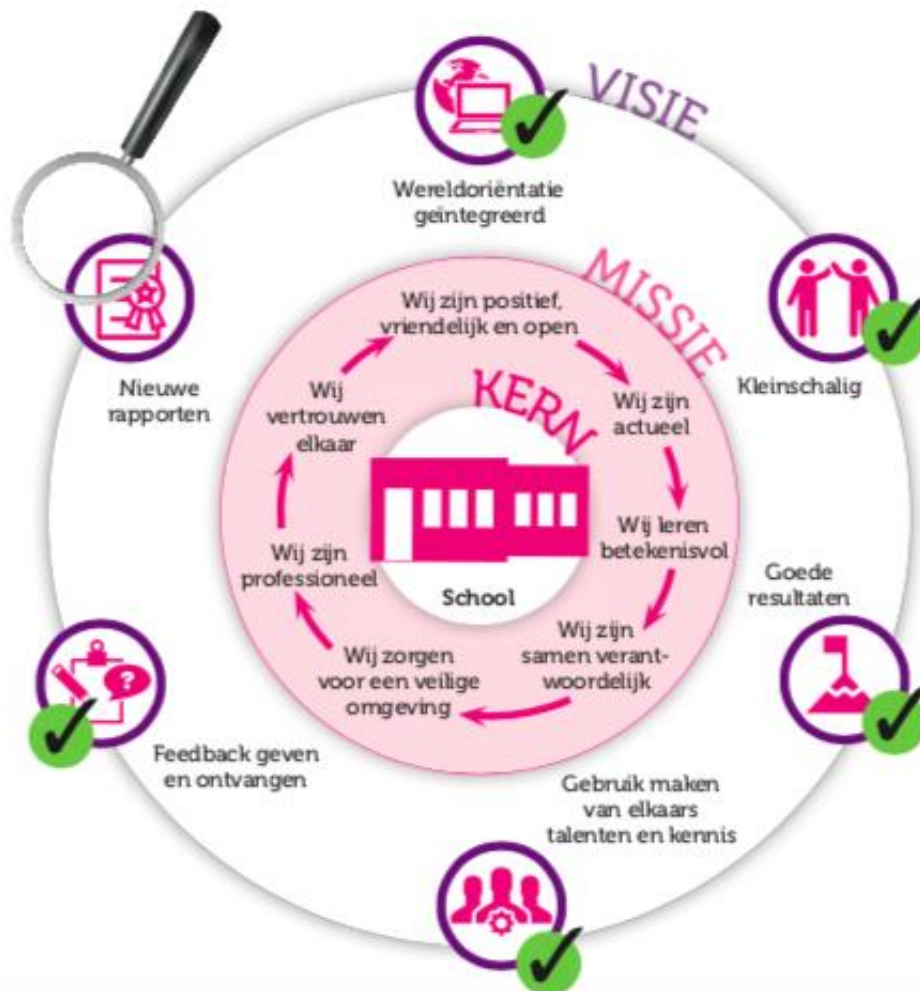 VISIE
Wereldoriëntatie
geïntegreerd
Kleinschalig
Goede
resultaten
Gebruik maken
van elkaars
talenten en kennis
Feedback geven
en ontvangen
Nieuwe
rapporten
MISSIE
Wij zijn positief,
vriendelijk en open
Wij zijn
actueel
Wij leren
betekenisvol
Wij zijn
samen verant-
woordelijk
Wij zorgen
voor een veilige
omgeving
Wij zijn
professioneel
Wij
vertrouwen
elkaar
KERN
School
?